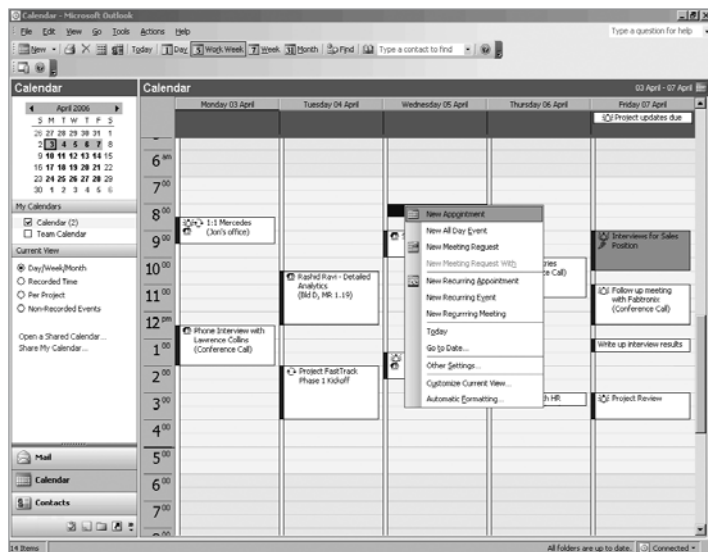 Calendar - Microsoft Outlook
File Edit View Go Tools Actions Help
Type a question for help
New Today 1 Day 5 Work Week 7 Week 31 Month Find Type a contact to find
Calendar
Calendar 03 April - 07 April
April 2006
S M T W T F S
26 27 28 29 30 31 1
2 3 4 5 6 7 8
9 10 11 12 13 14 15
16 17 18 19 20 21 22
23 24 25 26 27 28 29
30 1 2 3 4 5 6
My Calendars
Calendar (2)
Team Calendar
Current View
Day/Week/Month
Recorded Time
Per Project
Non-Recorded Events
Open a Shared Calendar...
Share My Calendar...
Mail
Calendar
Contacts
Monday 03 April Tuesday 04 April Wednesday 05 April Thursday 06 April Friday 07 April
Project updates due
6 am
7 00
8 00
9 00
10 00
11 00
12 pm
1 00
2 00
3 00
4 00
5 00
6 00
7 00
1:1 Mercedes
(Jon's office)
Phone Interview with
Lawrence Collins
(Conference Call)
Rashid Ravi - Detailed
Analytics
(Bld D, MR 1.19)
Project FastTrack
Phase 1 Kickoff
New Appointment
New All Day Event
New Meeting Request
New Meeting Request With
New Recurring Appointment
New Recurring Event
New Recurring Meeting
Today
Go to Date...
Other Settings...
Customize Current View...
Automatic Formatting...
Call)
HR
Interviews for Sales
Position
Follow up meeting
with Fabtronix
(Conference Call)
Write up interview results
Project Review
14 Items All folders are up to date. Connected